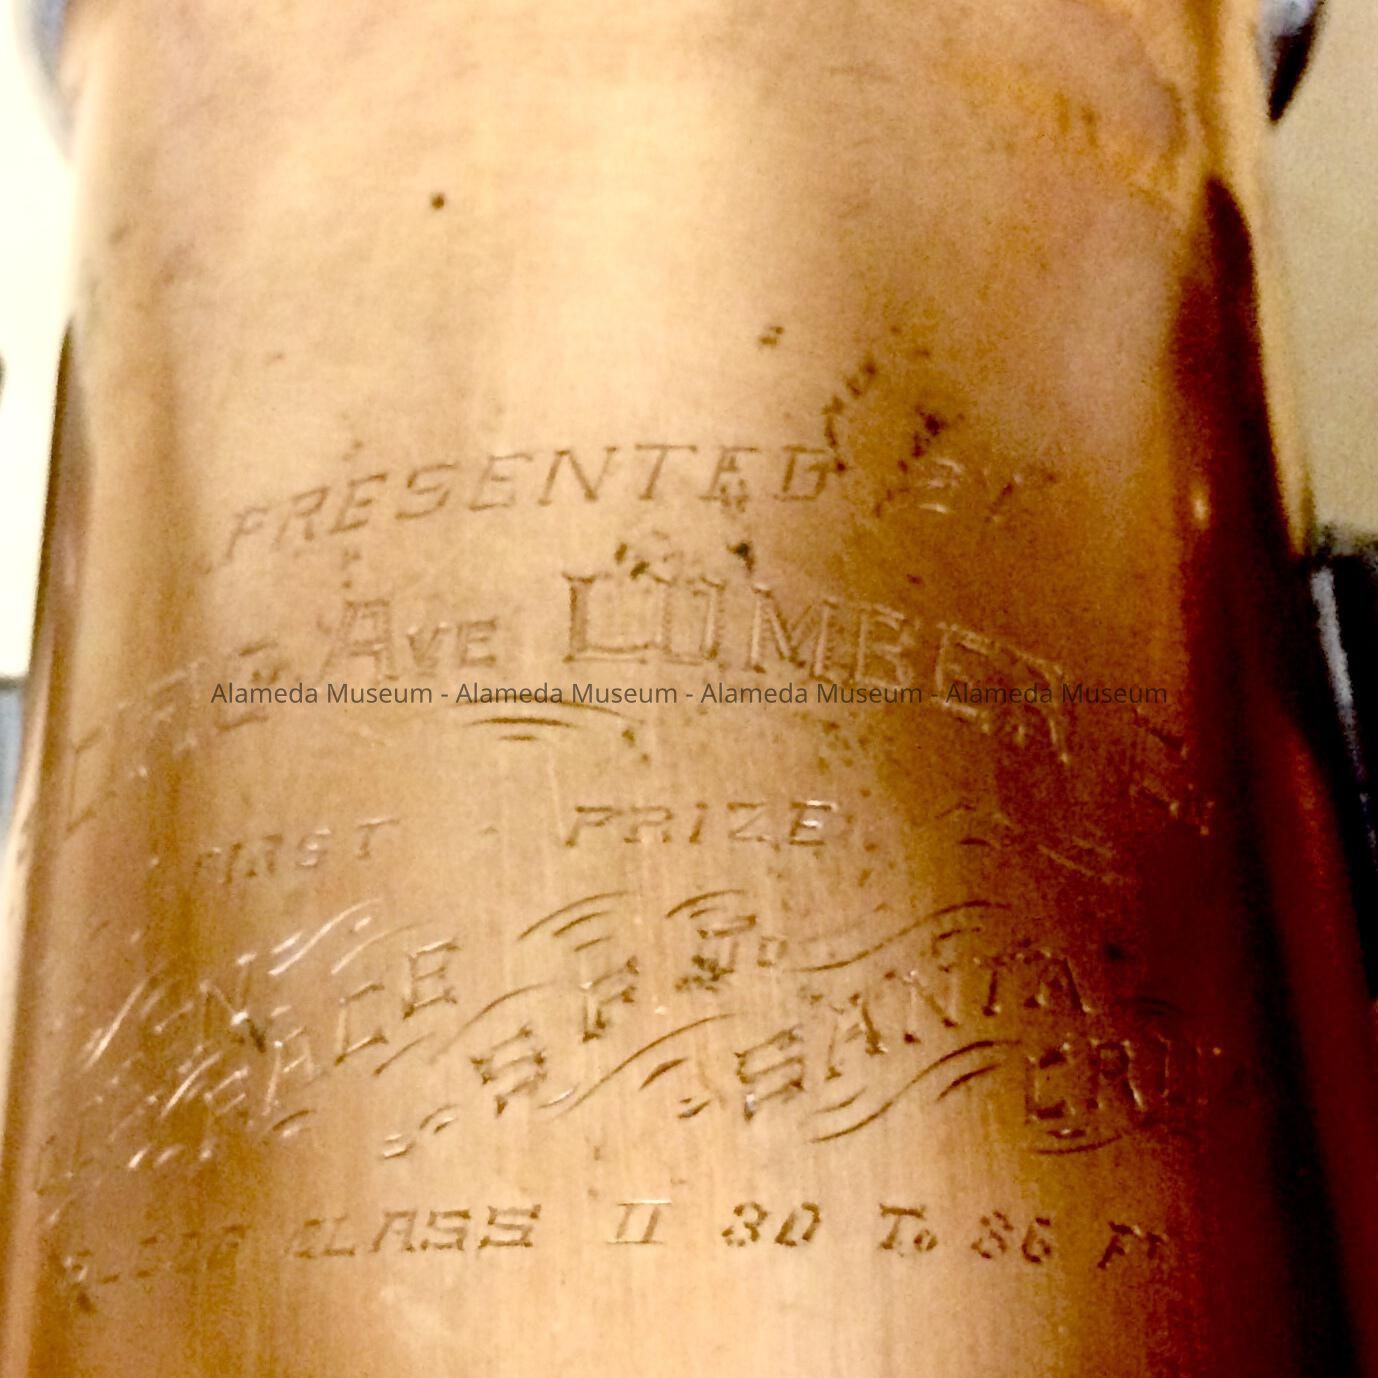 PRESENTED BY
AVE LUMBER
Alameda Museum - Alameda Museum - Alameda Museum - Alameda Museum
FIRST PRIZE
RACE SF TO SANTA CRUZ
CLASS II 30 To 36 FT